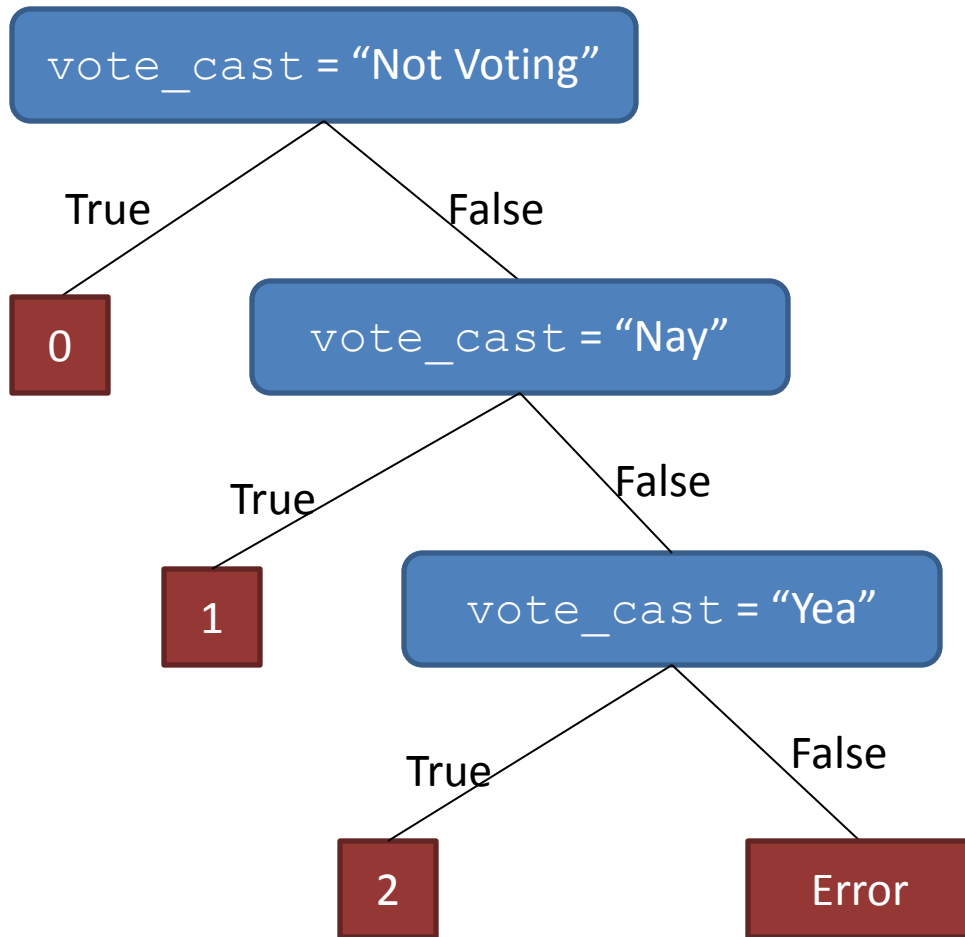 vote_cast = “Not Voting”
True
False
0
vote_cast = “Nay”
True
False
1
vote_cast = “Yea”
True
False
2
Error